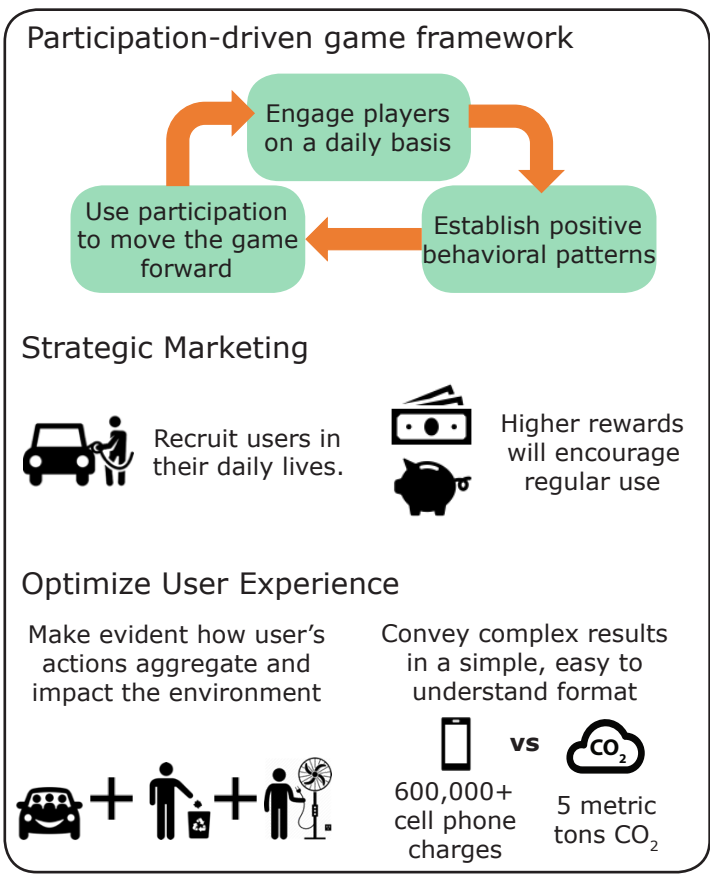 Participation-driven game framework
Engage players
on a daily basis
Use participation
to move the game
forward
Establish positive
behavioral patterns
Strategic Marketing
Recruit users in
their daily lives.
Higher rewards
will encourage
regular use
Optimize User Experience
Make evident how user’s
actions aggregate and
impact the environment
Convey complex results
in a simple, easy to
understand format
vs
CO₂
600,000+
cell phone
charges
5 metric
tons CO₂